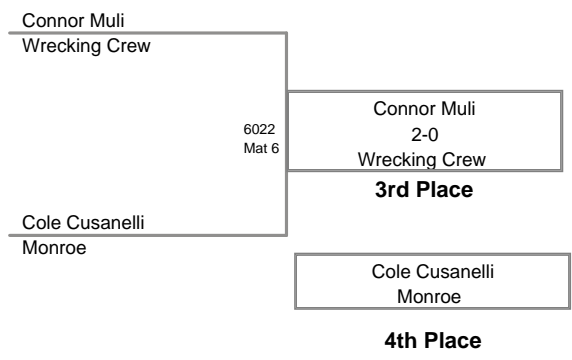 Connor Muli
Wrecking Crew
6022
Mat 6
Connor Muli
2-0
Wrecking Crew
3rd Place
Cole Cusanelli
Monroe
Cole Cusanelli
Monroe
4th Place